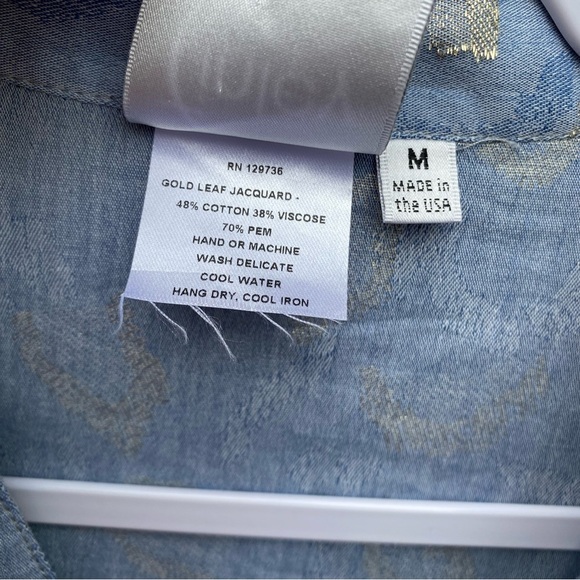 RN 129736
GOLD LEAF JACQUARD -
48% COTTON 38% VISCOSE
70% PEM
HAND OR MACHINE
WASH DELICATE
COOL WATER
HANG DRY, COOL IRON
M
MADE in
the USA